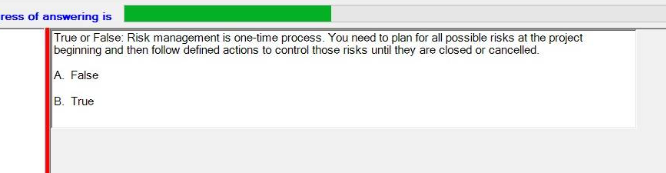 ress of answering is
True or False: Risk management is one-time process. You need to plan for all possible risks at the project
beginning and then follow defined actions to control those risks until they are closed or cancelled.
A. False
B. True